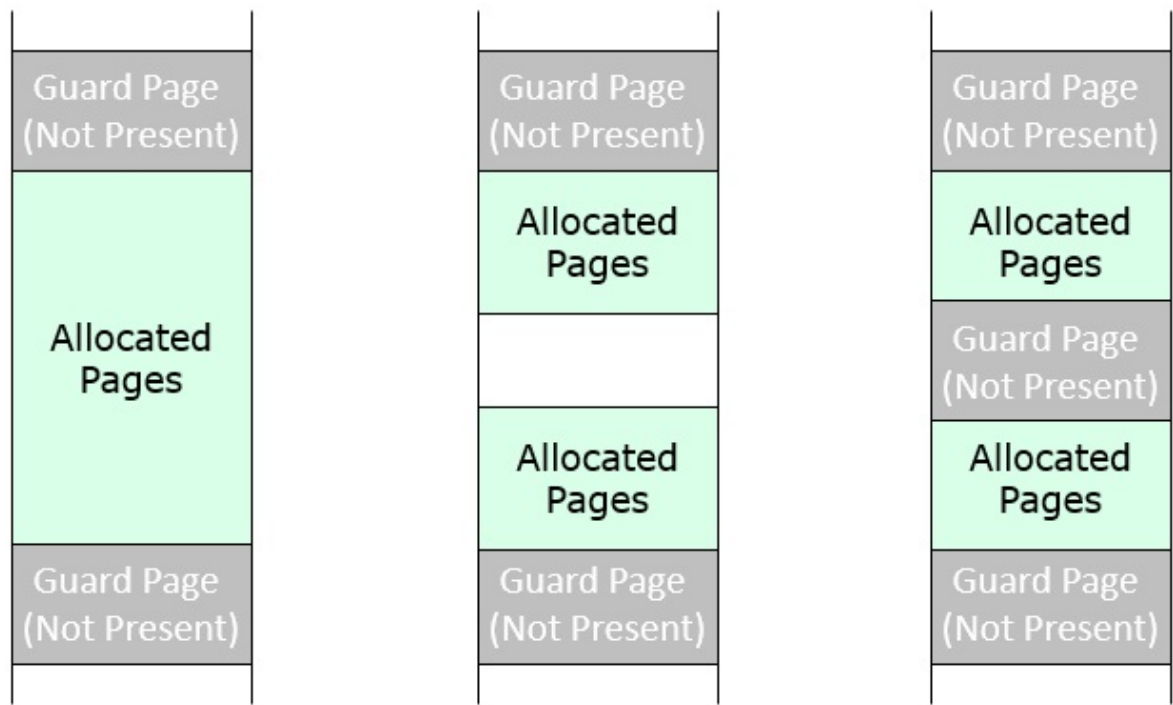 Guard Page
(Not Present)
Allocated
Pages
Guard Page
(Not Present)
Guard Page
(Not Present)
Allocated
Pages
Allocated
Pages
Guard Page
(Not Present)
Guard Page
(Not Present)
Allocated
Pages
Guard Page
(Not Present)
Allocated
Pages
Guard Page
(Not Present)